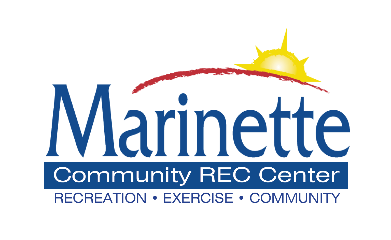 Marinette
Community REC Center
RECREATION • EXERCISE • COMMUNITY